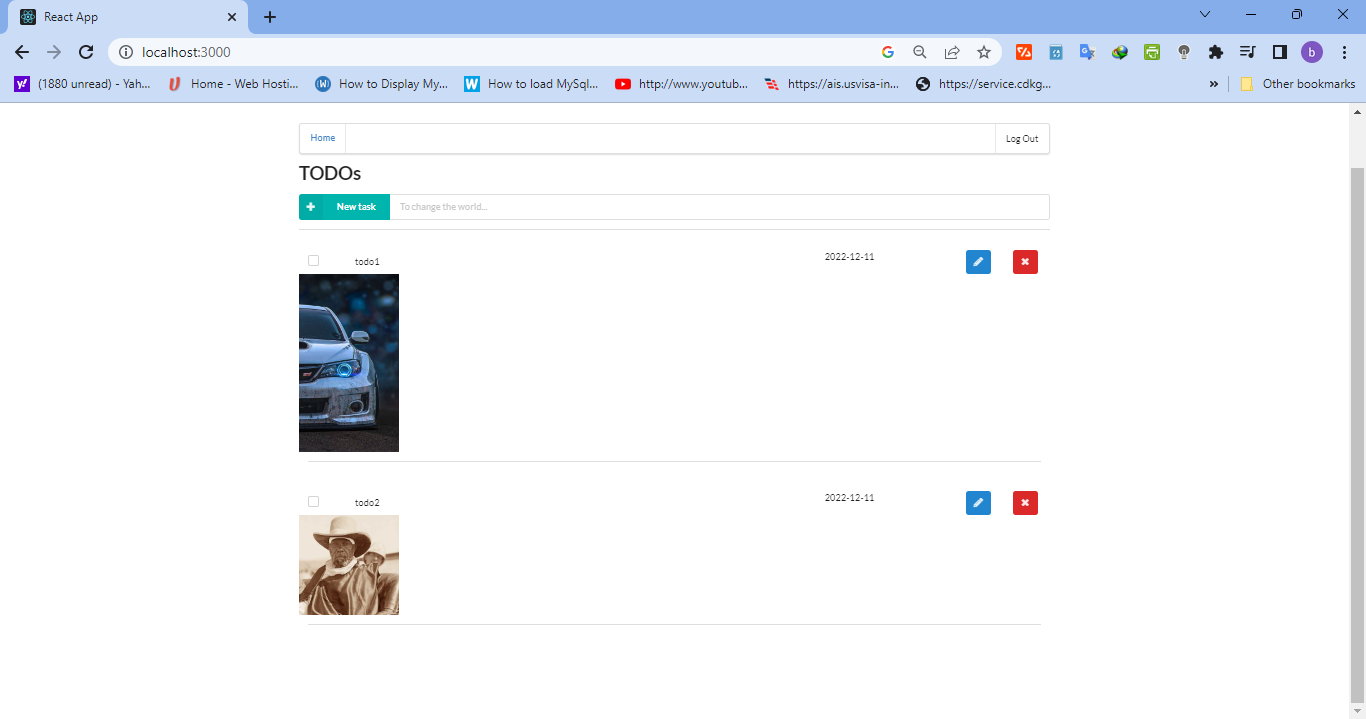 React App
localhost:3000
b
(1880 unread) - Yah...
Home - Web Hosti...
How to Display My...
How to load MySql...
http://www.youtub...
https://ais.usvisa-in...
https://service.cdkg...
»
Other bookmarks
Home
Log Out
TODOs
New task
To change the world...
todo1
2022-12-11
todo2
2022-12-11